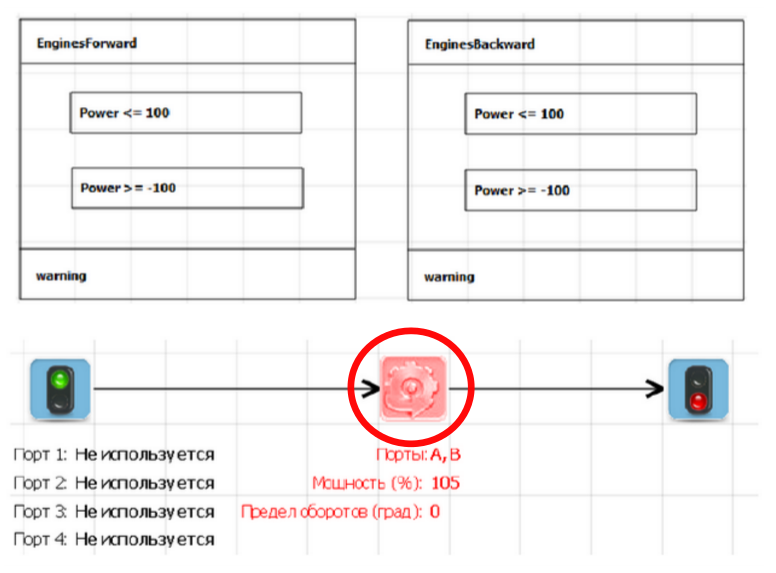 EnginesForward
Power <= 100
Power >= -100
warning
EnginesBackward
Power <= 100
Power >= -100
warning
Порт 1: Не используется
Порт 2: Не используется
Порт 3: Не используется
Порт 4: Не используется
Порты: A, B
Мощность (%): 105
Предел оборотов (град): 0